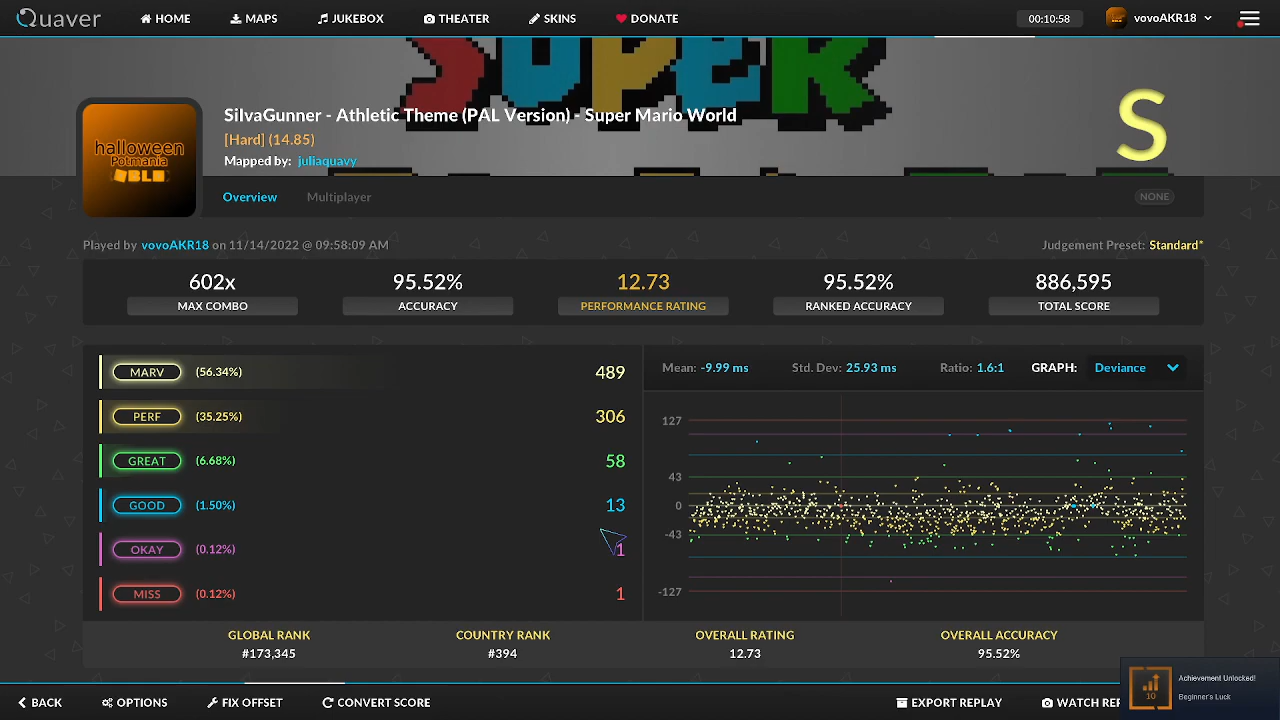 Quaver HOME MAPS JUKEBOX THEATER SKINS DONATE 00:10:58 vovoAKR18
SUPER
SilvaGunner - Athletic Theme (PAL Version) - Super Mario World
[Hard] (14.85)
Mapped by: juliaquavy
S
halloween
Potmania
Overview Multiplayer NONE
Played by vovoAKR18 on 11/14/2022 @ 09:58:09 AM Judgement Preset: Standard*
602x 95.52% 12.73 95.52% 886,595
MAX COMBO ACCURACY PERFORMANCE RATING RANKED ACCURACY TOTAL SCORE
MARV (56.34%) 489
PERF (35.25%) 306
GREAT (6.68%) 58
GOOD (1.50%) 13
OKAY (0.12%) 1
MISS (0.12%) 1
Mean: -9.99 ms Std. Dev: 25.93 ms Ratio: 1.6:1 GRAPH: Deviance
127
43
0
-43
-127
GLOBAL RANK COUNTRY RANK OVERALL RATING OVERALL ACCURACY
#173,345 #394 12.73 95.52%
BACK OPTIONS FIX OFFSET CONVERT SCORE EXPORT REPLAY WATCH REP
Achievement Unlocked!
10 Beginner's Luck